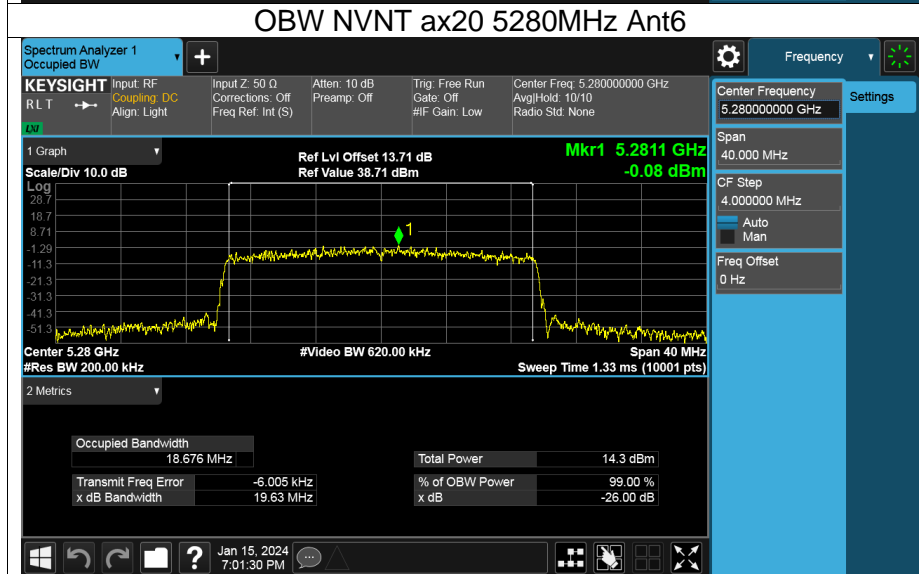 OBW NVNT ax20 5280MHz Ant6
Spectrum Analyzer 1
Occupied BW
+
Frequency
KEYSIGHT
R L T
LXI
Input: RF
Coupling: DC
Align: Light
Input Z: 50 Ω
Corrections: Off
Freq Ref: Int (S)
Atten: 10 dB
Preamp: Off
Trig: Free Run
Gate: Off
#IF Gain: Low
Center Freq: 5.280000000 GHz
Avg|Hold: 10/10
Radio Std: None
Center Frequency
5.280000000 GHz
Settings
Span
40.000 MHz
CF Step
4.000000 MHz
Auto
Man
Freq Offset
0 Hz
1 Graph
Scale/Div 10.0 dB
Ref Lvl Offset 13.71 dB
Ref Value 38.71 dBm
Mkr1 5.2811 GHz
-0.08 dBm
Log
28.7
18.7
8.71
-1.29
-11.3
-21.3
-31.3
-41.3
-51.3
1
Center 5.28 GHz
#Video BW 620.00 kHz
Span 40 MHz
#Res BW 200.00 kHz
Sweep Time 1.33 ms (10001 pts)
2 Metrics
Occupied Bandwidth
18.676 MHz
Total Power 14.3 dBm
Transmit Freq Error -6.005 kHz
% of OBW Power 99.00 %
x dB Bandwidth 19.63 MHz
x dB -26.00 dB
?
Jan 15, 2024
7:01:30 PM